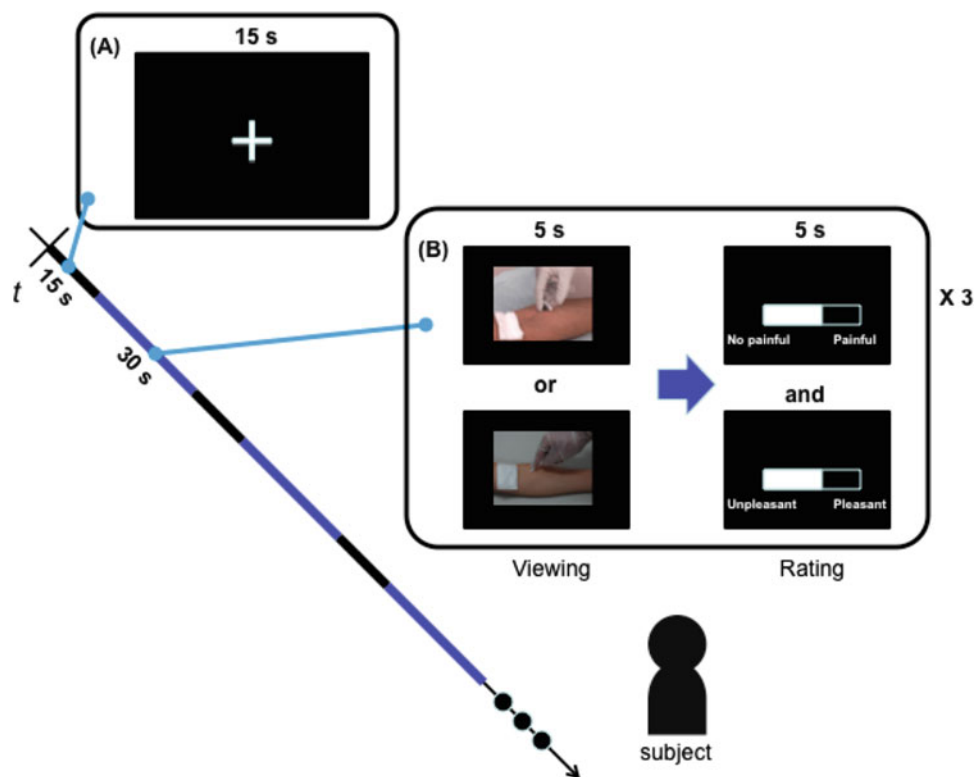 (A)
15 s
t
15 s
30 s
(B)
5 s
5 s
No painful
Painful
X 3
or
and
Unpleasant
Pleasant
Viewing
Rating
subject